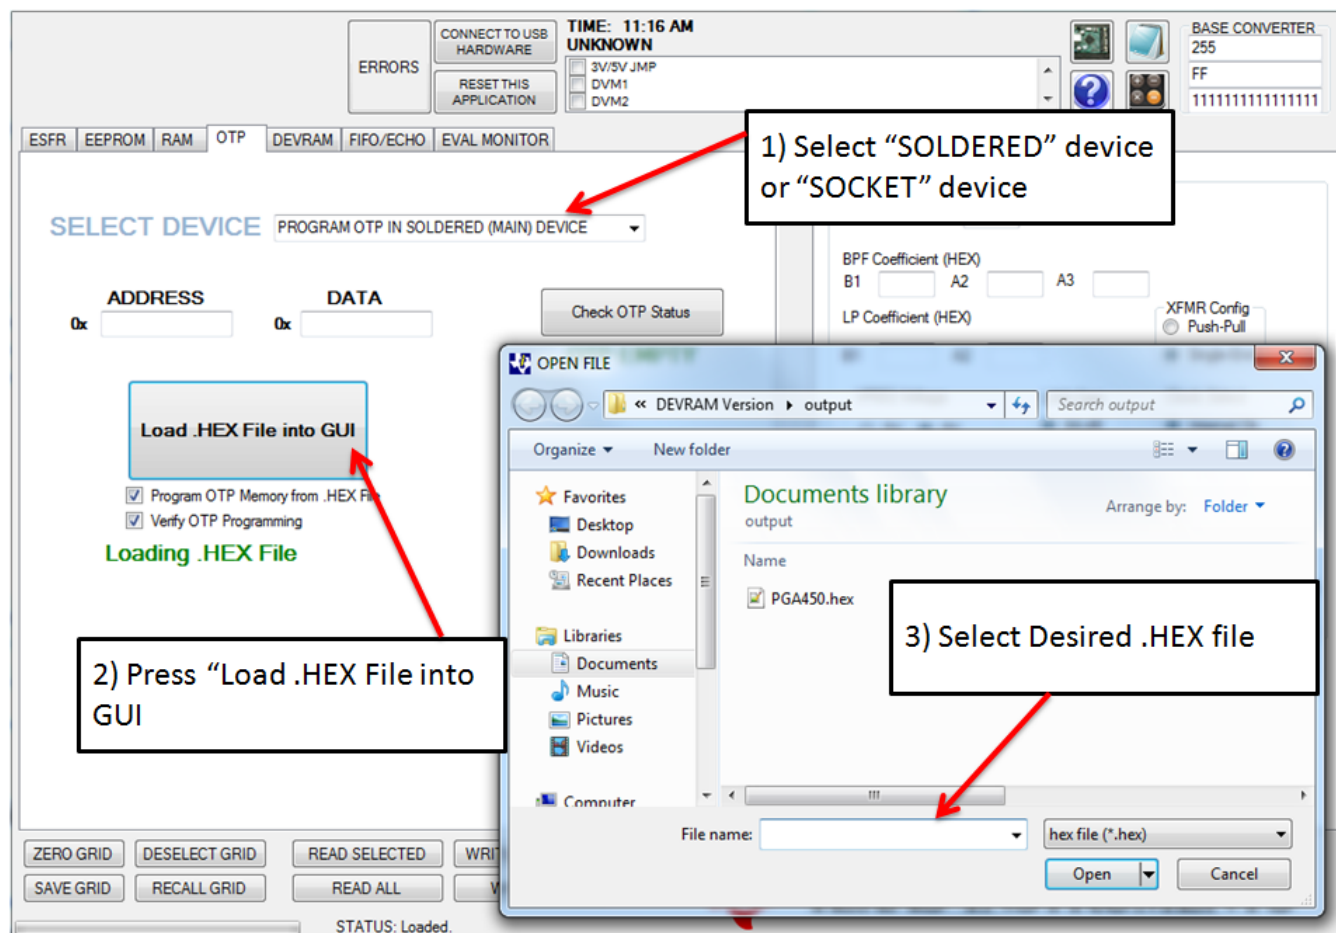 ERRORS
CONNECT TO USB
HARDWARE
RESET THIS
APPLICATION
TIME: 11:16 AM
UNKNOWN
3V/5V JMP
DVM1
DVM2
BASE CONVERTER
255
FF
1111111111111111
ESFR EEPROM RAM OTP DEVRAM FIFO/ECHO EVAL MONITOR
1) Select “SOLDERED” device
or “SOCKET” device
SELECT DEVICE PROGRAM OTP IN SOLDERED (MAIN) DEVICE
ADDRESS DATA
0x 0x
Check OTP Status
BPF Coefficient (HEX)
B1 A2 A3
LP Coefficient (HEX)
XFMR Config
Push-Pull
Load .HEX File into GUI
Program OTP Memory from .HEX File
Verify OTP Programming
Loading .HEX File
2) Press “Load .HEX File into
GUI
OPEN FILE
« DEVRAM Version output
Search output
Organize New folder
Favorites
Desktop
Downloads
Recent Places
Libraries
Documents
Music
Pictures
Videos
Computer
Documents library
output
Arrange by: Folder
Name
PGA450.hex
3) Select Desired .HEX file
File name:
hex file (*.hex)
Open Cancel
ZERO GRID DESELECT GRID READ SELECTED
SAVE GRID RECALL GRID READ ALL
STATUS: Loaded.